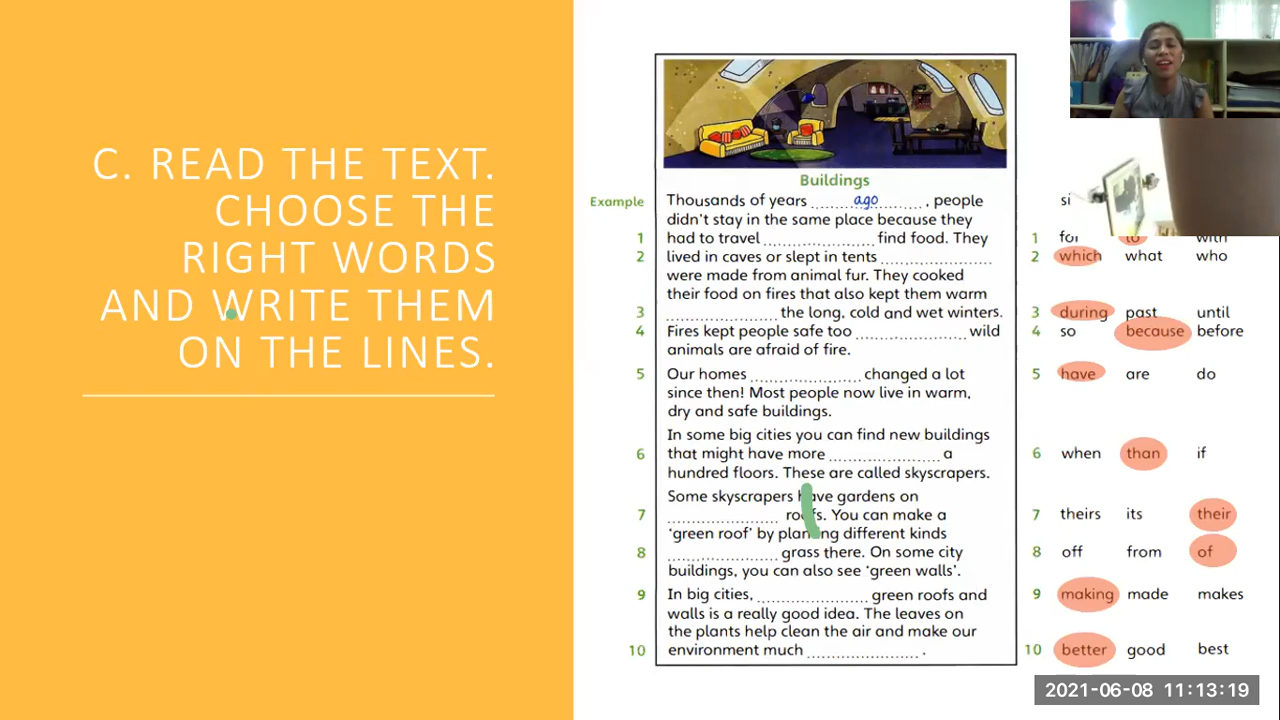 C. READ THE TEXT.
CHOOSE THE
RIGHT WORDS
AND WRITE THEM
ON THE LINES.
Buildings
Example Thousands of years ago, people
didn't stay in the same place because they
1 had to travel ............ find food. They
2 lived in caves or slept in tents ............
were made from animal fur. They cooked
their food on fires that also kept them warm
3 ............ the long, cold and wet winters.
4 Fires kept people safe too ............ wild
animals are afraid of fire.
5 Our homes ............ changed a lot
since then! Most people now live in warm,
dry and safe buildings.
In some big cities you can find new buildings
6 that might have more ............ a
hundred floors. These are called skyscrapers.
Some skyscrapers have gardens on
7 ............ roofs. You can make a
'green roof' by planting different kinds
8 ............ grass there. On some city
buildings, you can also see 'green walls'.
9 In big cities, ............ green roofs and
walls is a really good idea. The leaves on
the plants help clean the air and make our
10 environment much ............ .
1 for to with
2 which what who
3 during past until
4 so because before
5 have are do
6 when than if
7 theirs its their
8 off from of
9 making made makes
10 better good best
2021-06-08 11:13:19